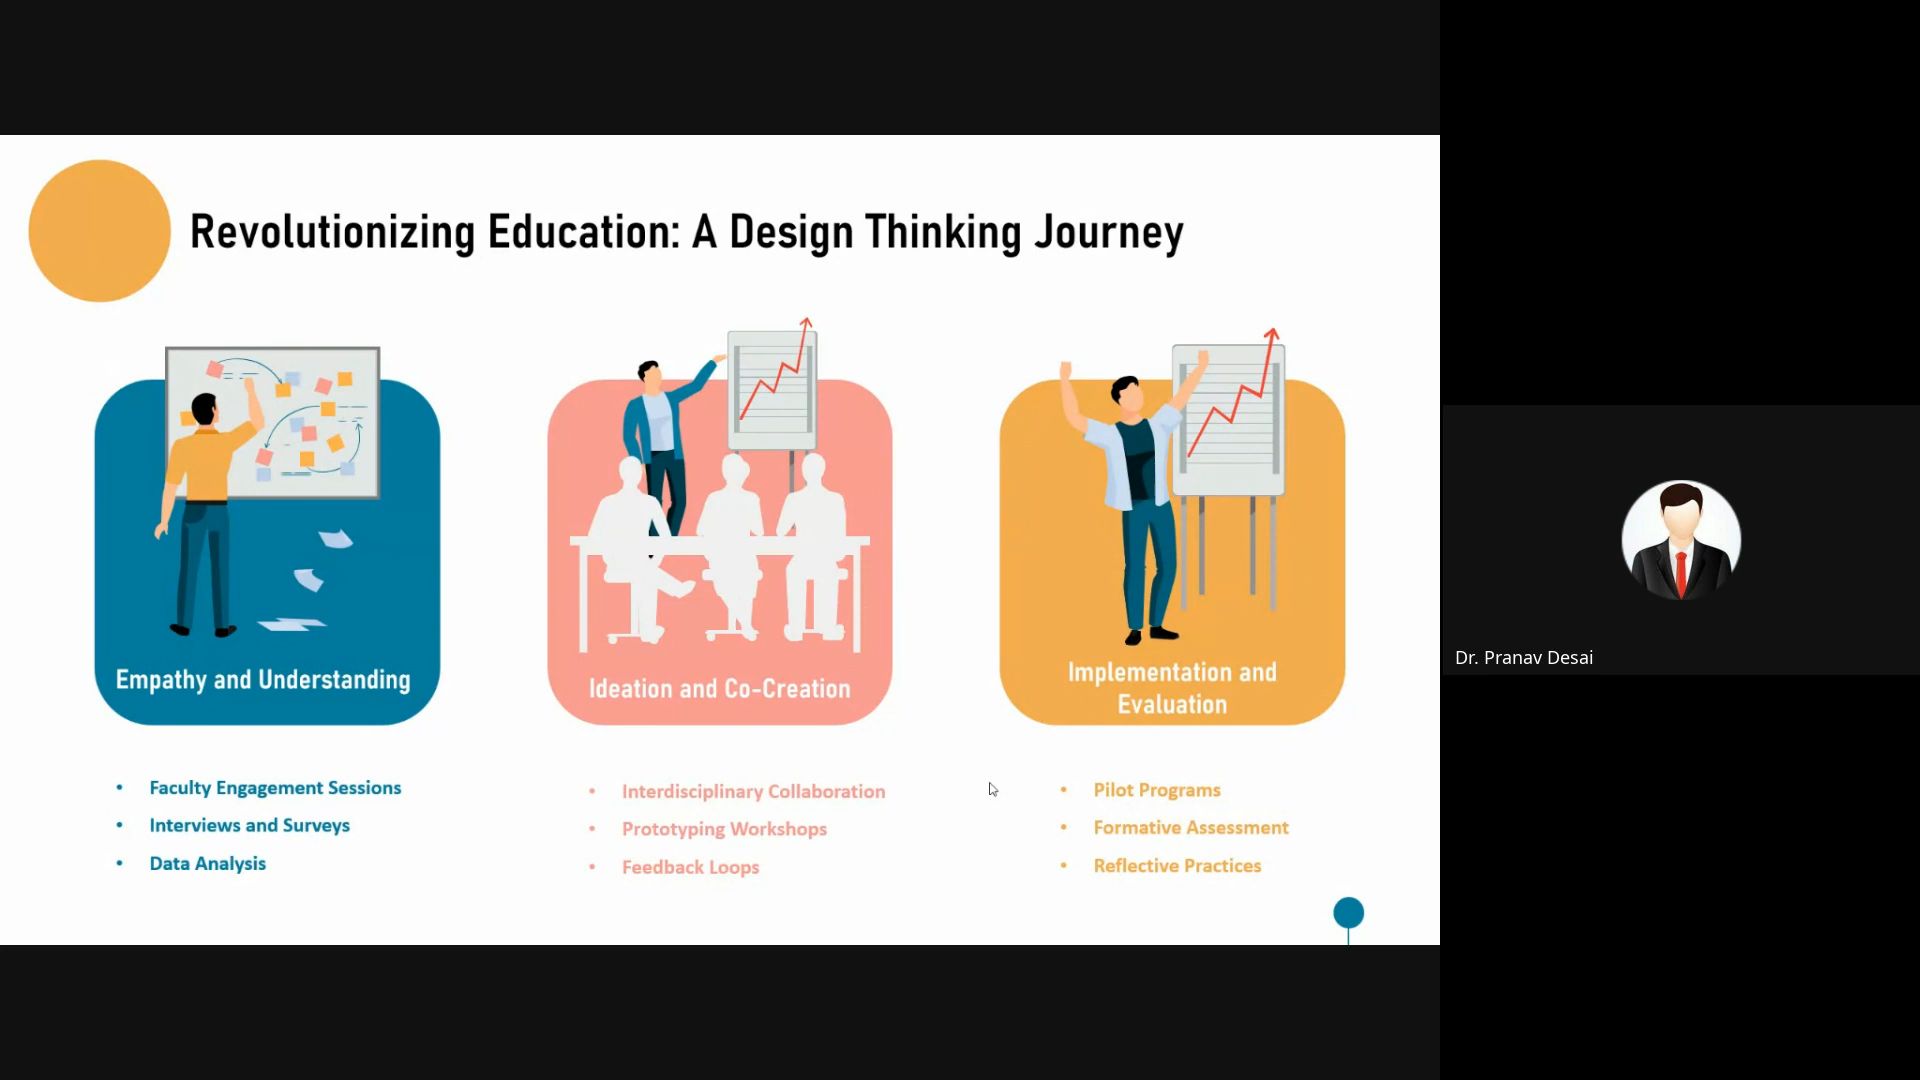 Revolutionizing Education: A Design Thinking Journey
Empathy and Understanding
• Faculty Engagement Sessions
• Interviews and Surveys
• Data Analysis
Ideation and Co-Creation
• Interdisciplinary Collaboration
• Prototyping Workshops
• Feedback Loops
Implementation and
Evaluation
• Pilot Programs
• Formative Assessment
• Reflective Practices
Dr. Pranav Desai